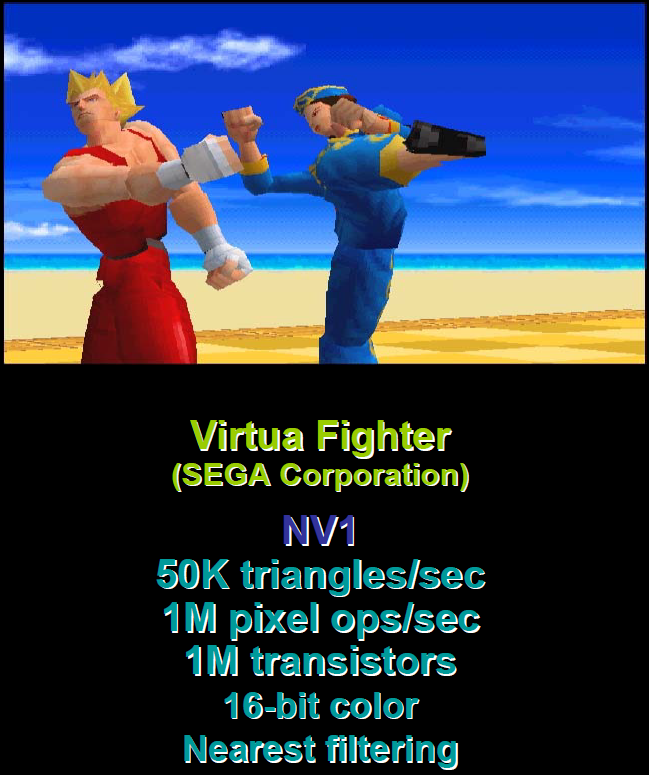 Virtua Fighter
(SEGA Corporation)
NV1
50K triangles/sec
1M pixel ops/sec
1M transistors
16-bit color
Nearest filtering